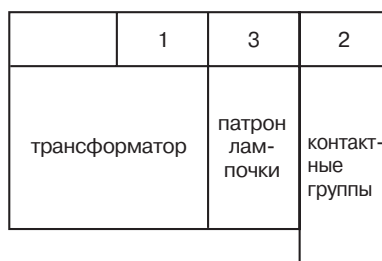 1 3 2
трансформатор
патрон
лам-
почки
контакт-
ные
группы